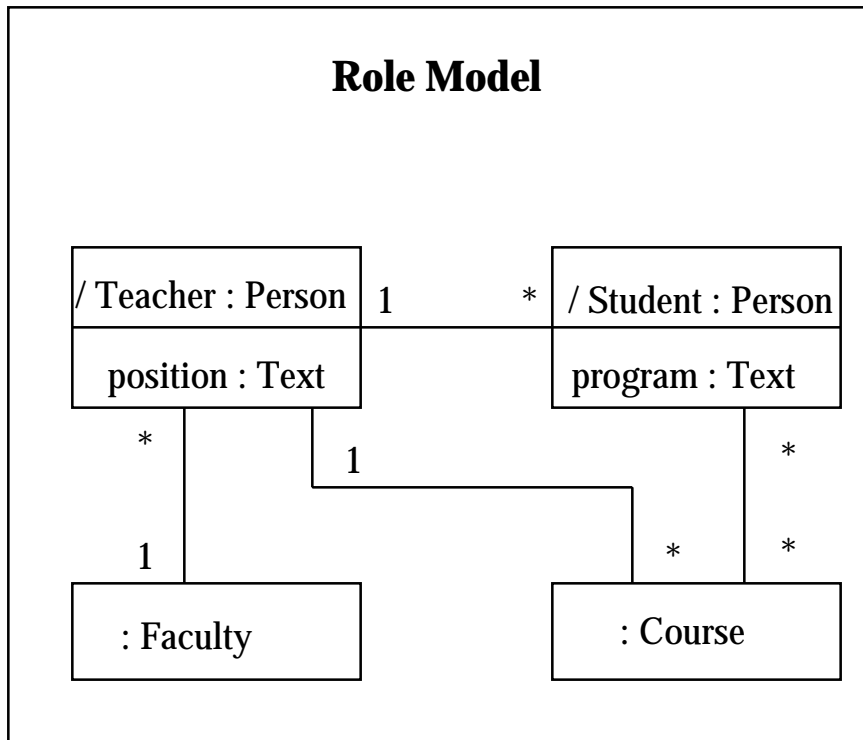 Role Model
/ Teacher : Person
1
*
/ Student : Person
position : Text
program : Text
*
1
*
1
*
*
: Faculty
: Course